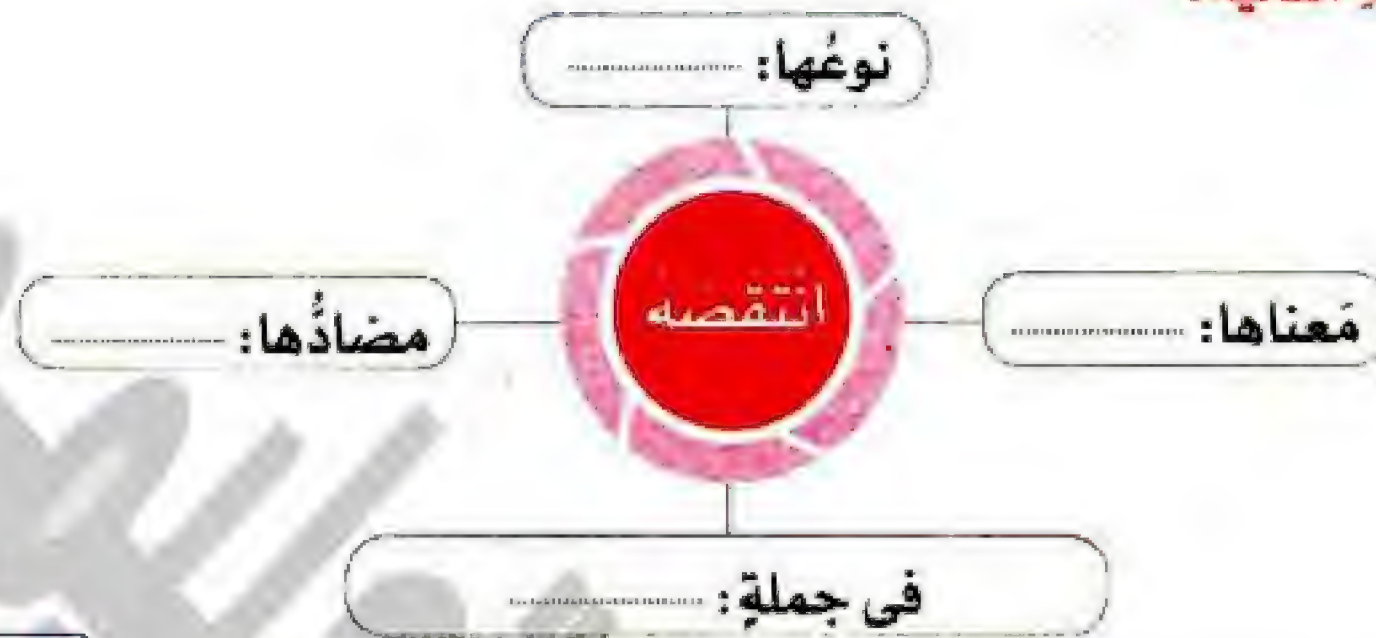 نوعُها: ....................
انتقصه
مَعناها: ....................
مضادُّها: ....................
في جملةٍ: ....................